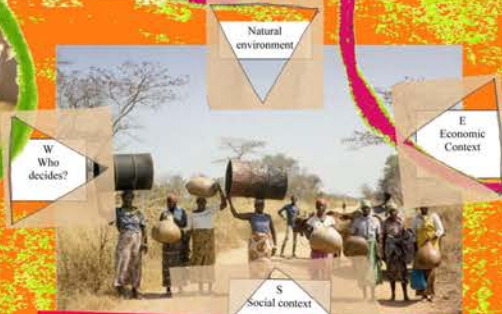 Natural
environment
W
Who
decides?
E
Economic
Context
S
Social context